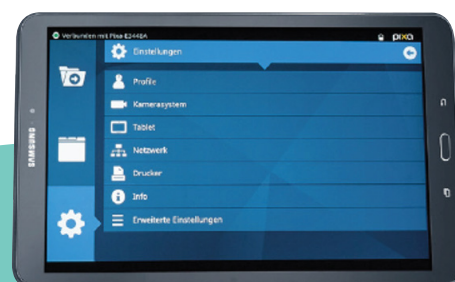 Verbunden mit Pixa E2448A
pixa
Einstellungen
Profile
Kamerasystem
Tablet
Netzwerk
Drucker
Info
Erweiterte Einstellungen
SAMSUNG